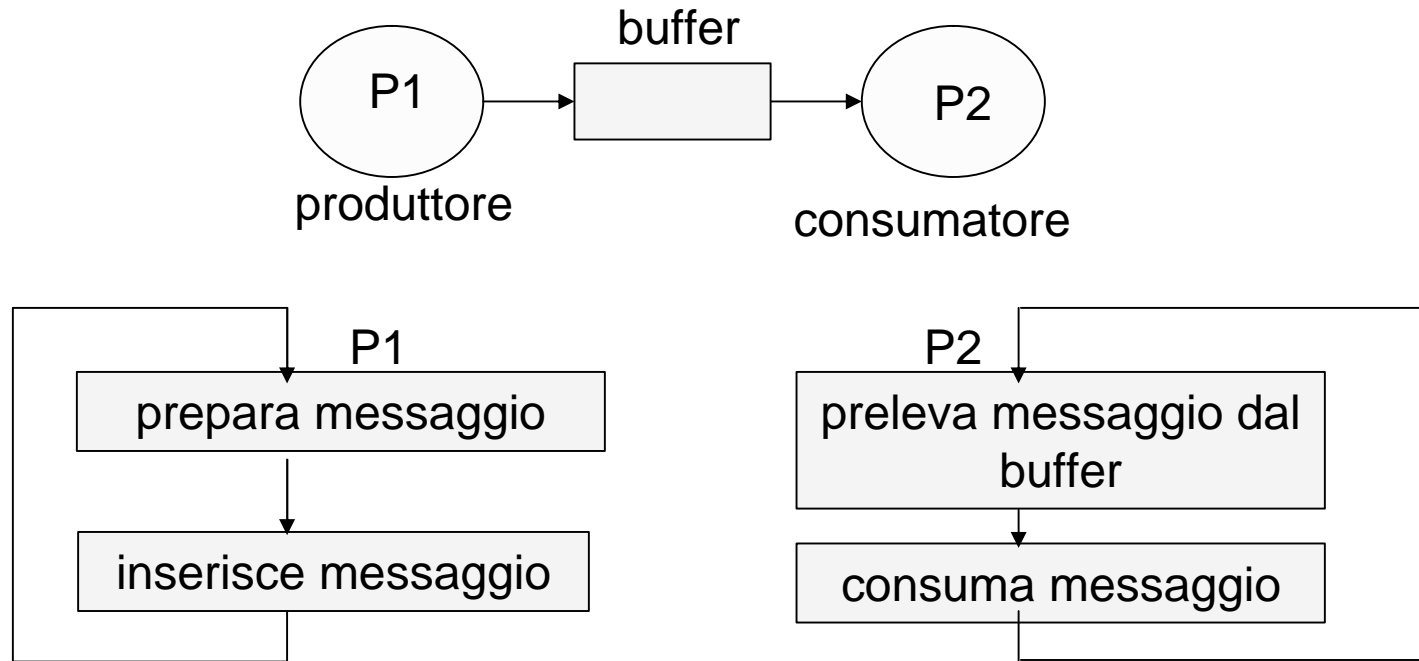 buffer
P1
P2
produttore
consumatore
P1
prepara messaggio
inserisce messaggio
P2
preleva messaggio dal
buffer
consuma messaggio